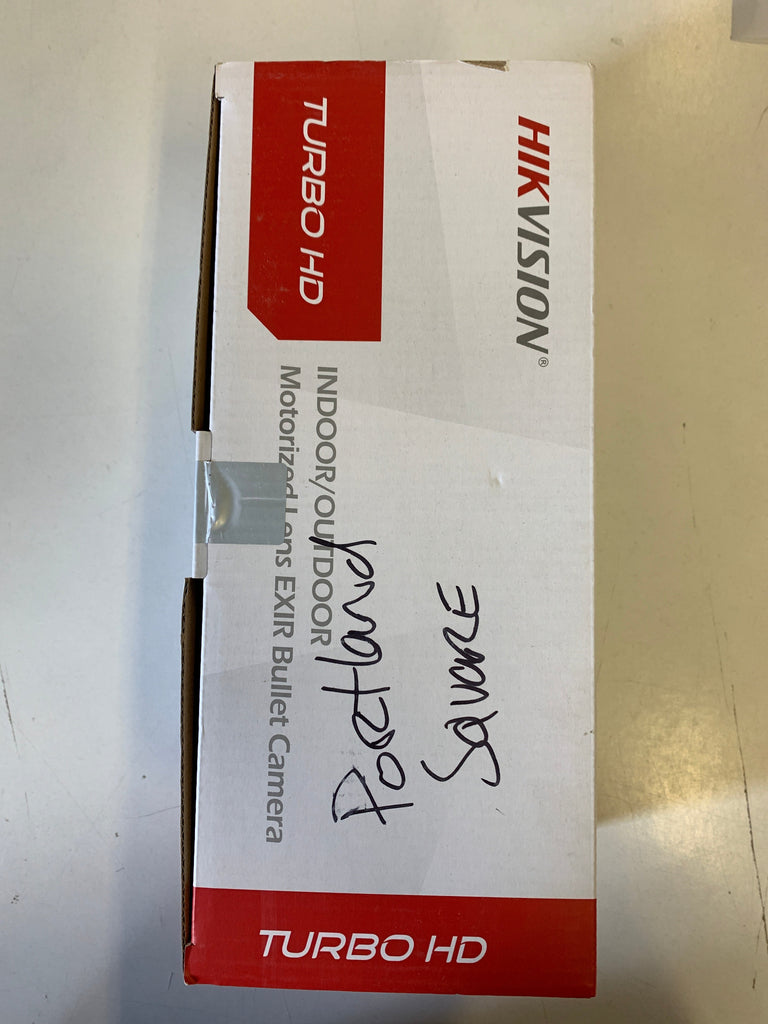 HIKVISION®
TURBO HD
INDOOR/OUTDOOR
Motorized Lens EXIR Bullet Camera
Portland
SquarE
TURBO HD